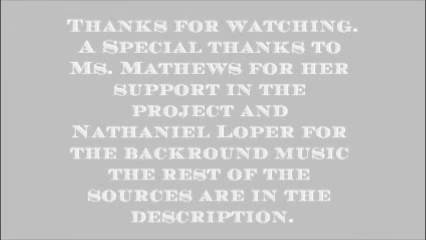 Thanks for watching.
A Special thanks to
Ms. Mathews for her
support in the
project and
Nathaniel Loper for
the backround music
the rest of the
sources are in the
description.